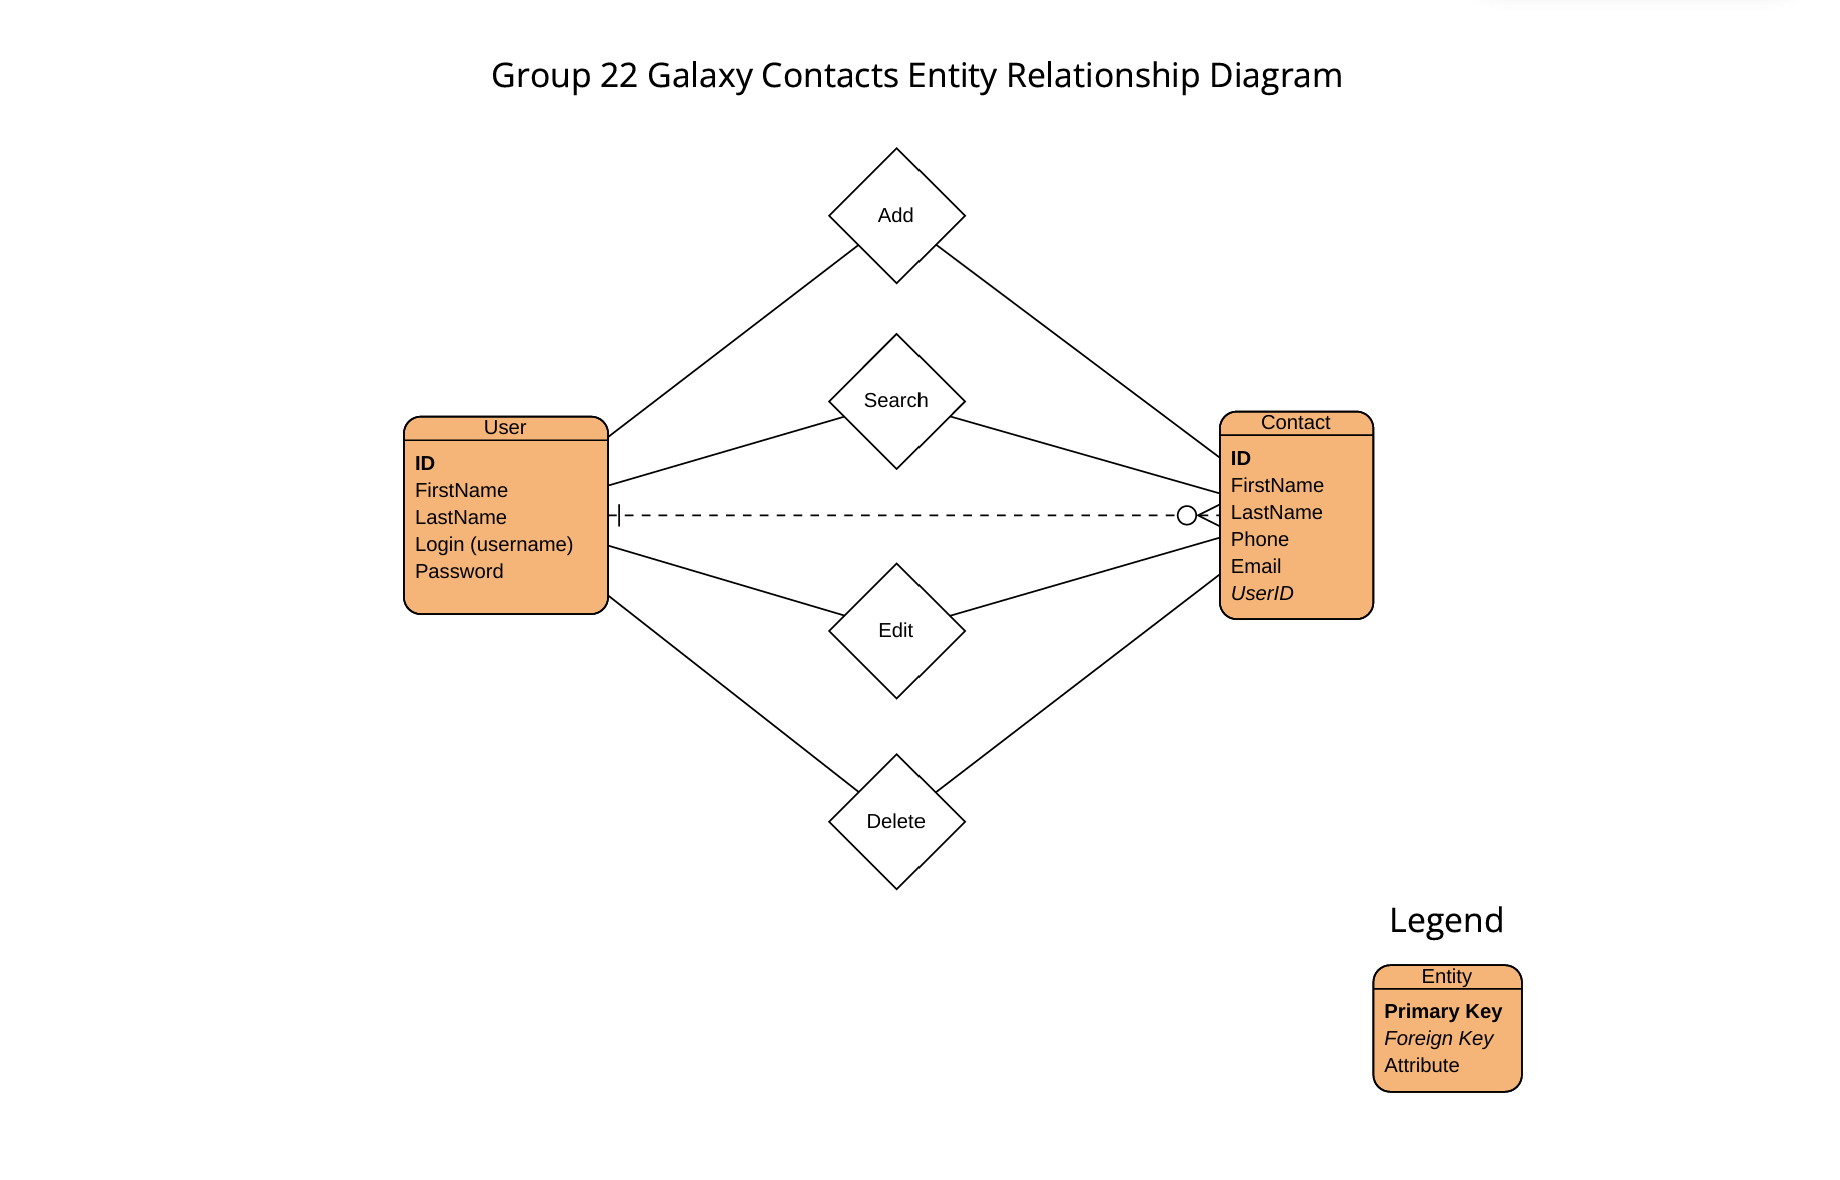 Group 22 Galaxy Contacts Entity Relationship Diagram
Add
Search
User
ID
FirstName
LastName
Login (username)
Password
Contact
ID
FirstName
LastName
Phone
Email
UserID
Edit
Delete
Legend
Entity
Primary Key
Foreign Key
Attribute